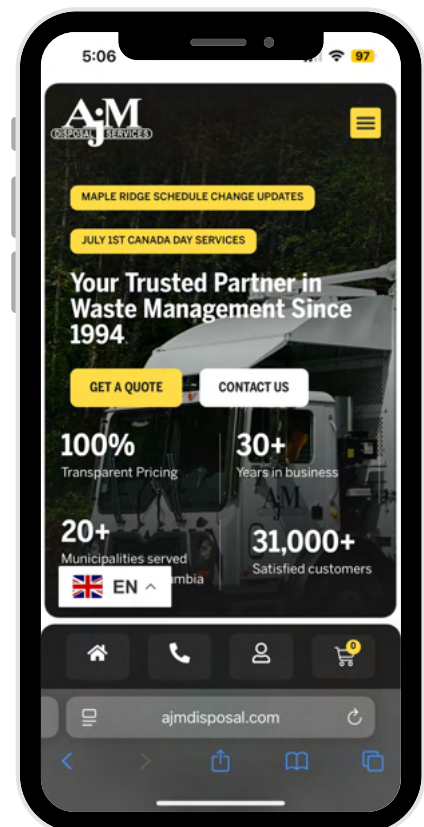 5:06
97
AJM
DISPOSAL SERVICES
MAPLE RIDGE SCHEDULE CHANGE UPDATES
JULY 1ST CANADA DAY SERVICES
Your Trusted Partner in
Waste Management Since
1994.
GET A QUOTE
CONTACT US
100%
Transparent Pricing
30+
Years in business
AJM
20+
Municipalities served
umbia
31,000+
Satisfied customers
EN
0
ajmdisposal.com